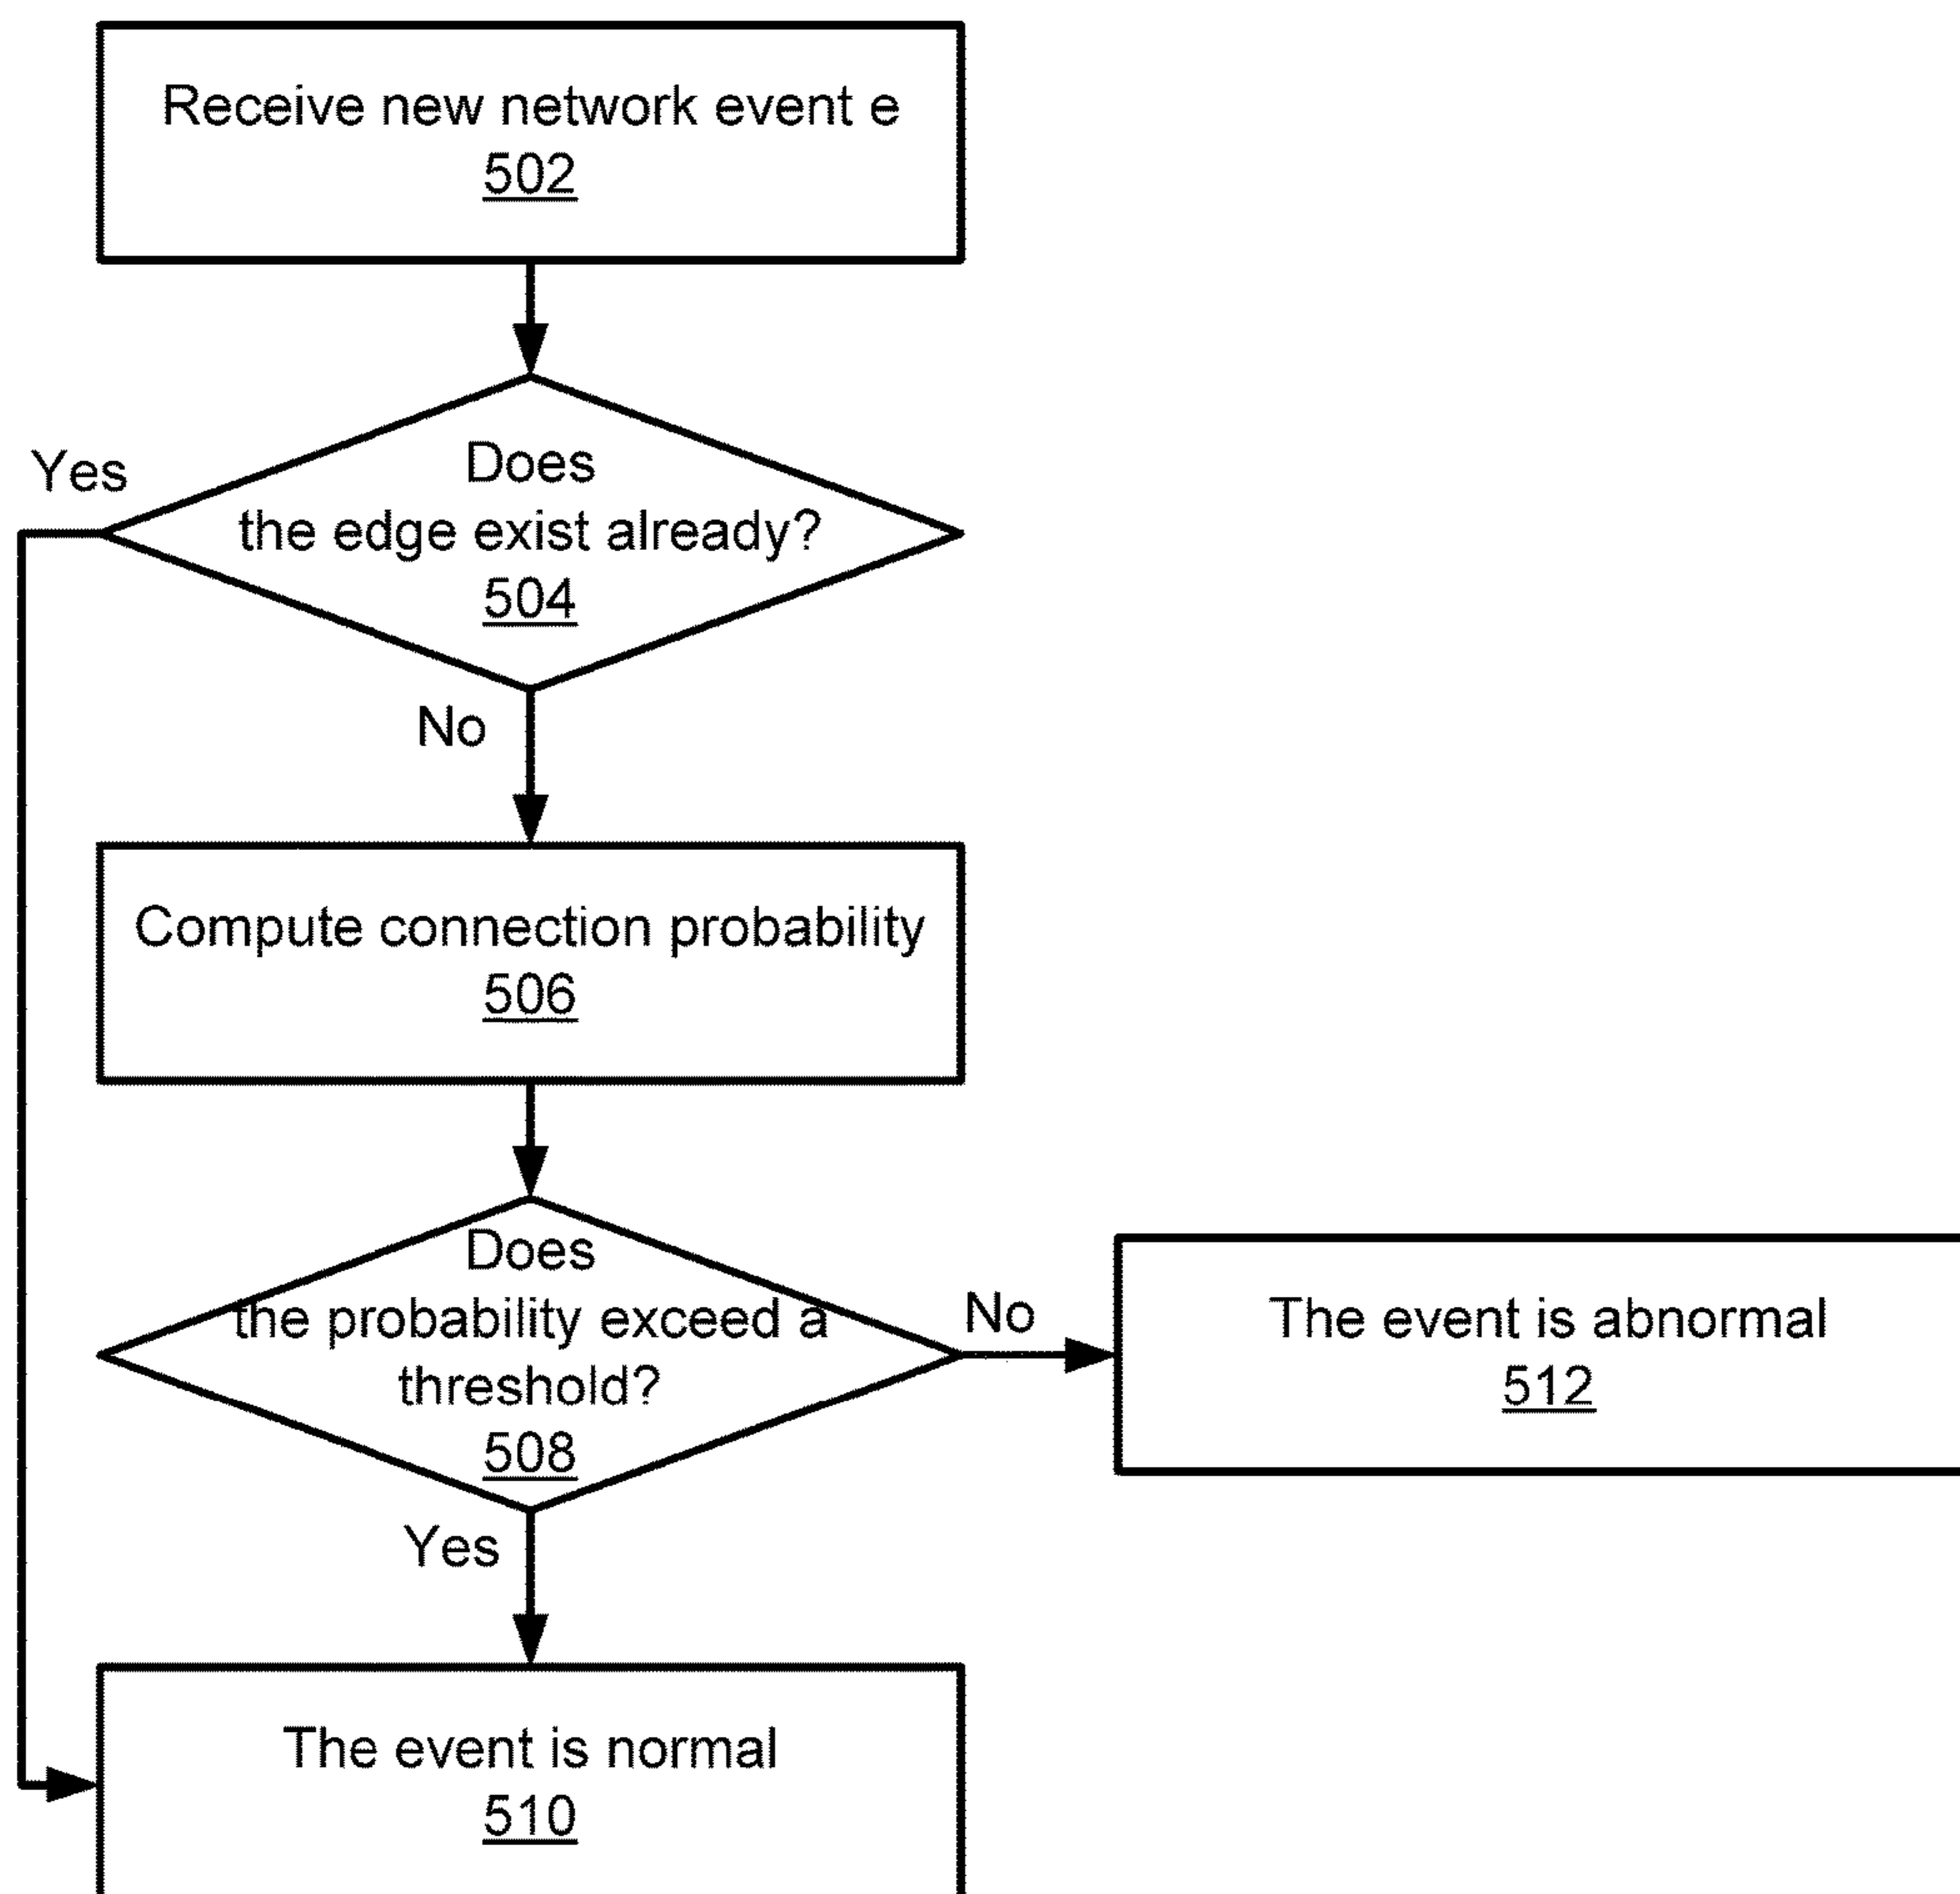 Receive new network event e
502
Yes
Does
the edge exist already?
504
No
Compute connection probability
506
Does
the probability exceed a
threshold?
508
No
The event is abnormal
512
Yes
The event is normal
510